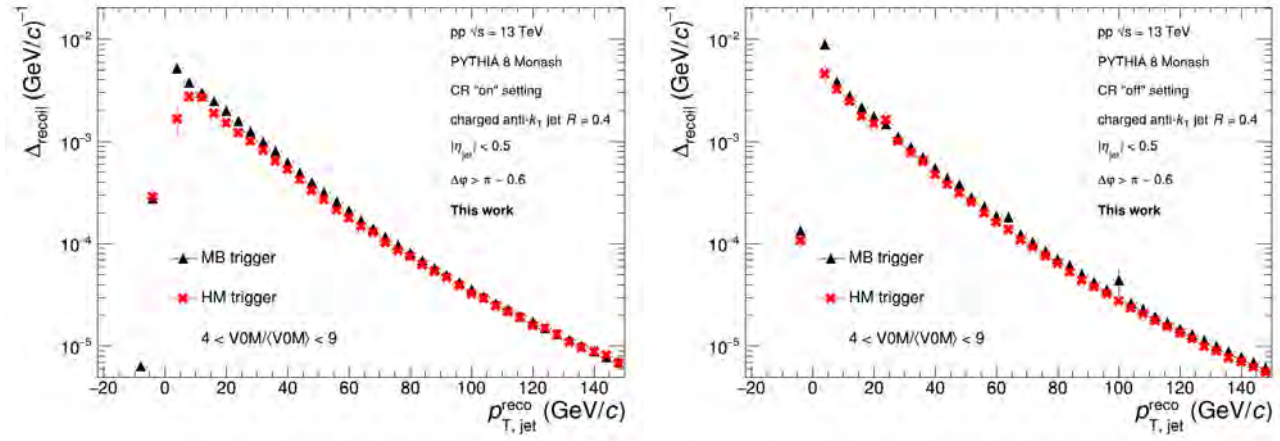 Δrecoil (GeV/c)⁻¹
10⁻²
10⁻³
10⁻⁴
10⁻⁵
pp √s = 13 TeV
PYTHIA 8 Monash
CR "on" setting
charged anti-kT jet R = 0.4
|ηjet| < 0.5
Δφ > π − 0.6
This work
MB trigger
HM trigger
4 < V0M/⟨V0M⟩ < 9
−20 0 20 40 60 80 100 120 140
p reco T, jet (GeV/c)
Δrecoil (GeV/c)⁻¹
10⁻²
10⁻³
10⁻⁴
10⁻⁵
pp √s = 13 TeV
PYTHIA 8 Monash
CR "off" setting
charged anti-kT jet R = 0.4
|ηjet| < 0.5
Δφ > π − 0.6
This work
MB trigger
HM trigger
4 < V0M/⟨V0M⟩ < 9
−20 0 20 40 60 80 100 120 140
p reco T, jet (GeV/c)